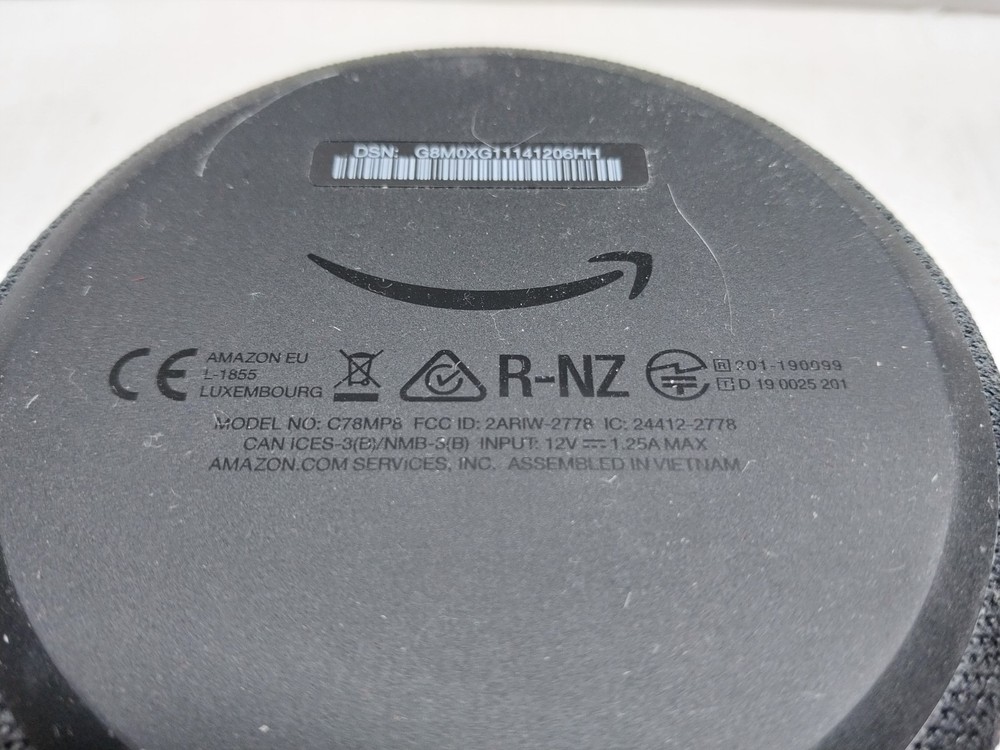 DSN: G8M0XG11141206HH
CE AMAZON EU
L-1855
LUXEMBOURG
R-NZ
R 201-190099
T D 19 0025 201
MODEL NO: C78MP8 FCC ID: 2ARIW-2778 IC: 24412-2778
CAN ICES-3(B)/NMB-3(B) INPUT: 12V ⎓ 1.25A MAX
AMAZON.COM SERVICES, INC. ASSEMBLED IN VIETNAM